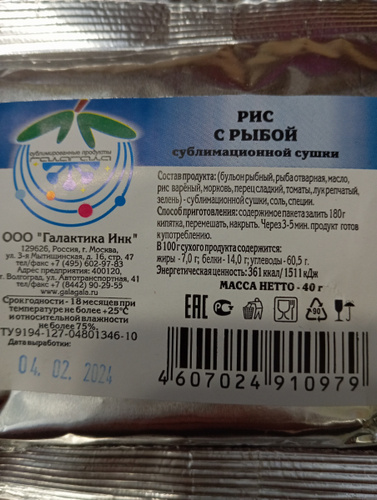 сублимированные продукты
ГАЛАГАЛА
ООО "Галактика Инк"
129626, Россия, г. Москва,
ул. 3-я Мытищинская, д. 16, стр. 47
тел/факс +7 (495) 602-97-83
Адрес предприятия: 400120,
г. Волгоград, ул. Автотранспортная, 41
тел/факс +7 (8442) 90-29-55
www.galagala.ru
Срок годности - 18 месяцев при
температуре не более +25°С
и относительной влажности
не более 75%.
ТУ9194-127-04801346-10
Дата выработки:
04. 02. 2024
РИС
С РЫБОЙ
сублимационной сушки
Состав продукта: (бульон рыбный, рыба отварная, масло,
рис варёный, морковь, перец сладкий, томаты, лук репчатый,
зелень) - сублимационной сушки, соль, специи.
Способ приготовления: содержимое пакета залить 180г
кипятка, перемешать, накрыть. Через 3-5мин. продукт готов
к употреблению.
В 100 г сухого продукта содержится:
жиры - 7,0 г; белки - 14,0 г; углеводы - 60,5 г.
Энергетическая ценность: 361 ккал/ 1511 кДж
МАССА НЕТТО - 40 г
EAC
90
4 607024 910979